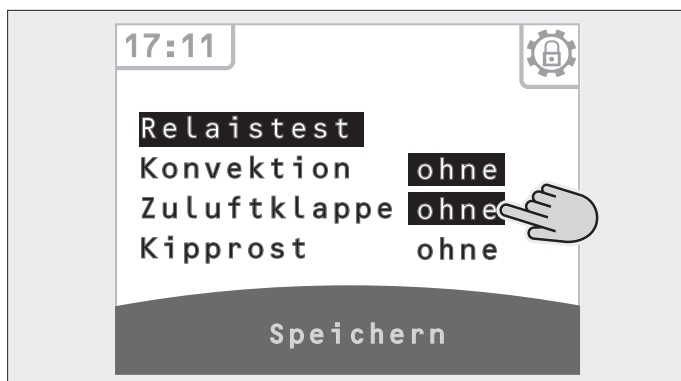 17:11
Relaistest
Konvektion ohne
Zuluftklappe ohne
Kipprost ohne
Speichern